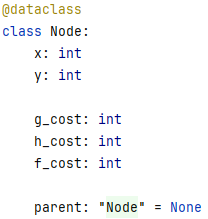 @dataclass
class Node:
    x: int
    y: int

    g_cost: int
    h_cost: int
    f_cost: int

    parent: "Node" = None